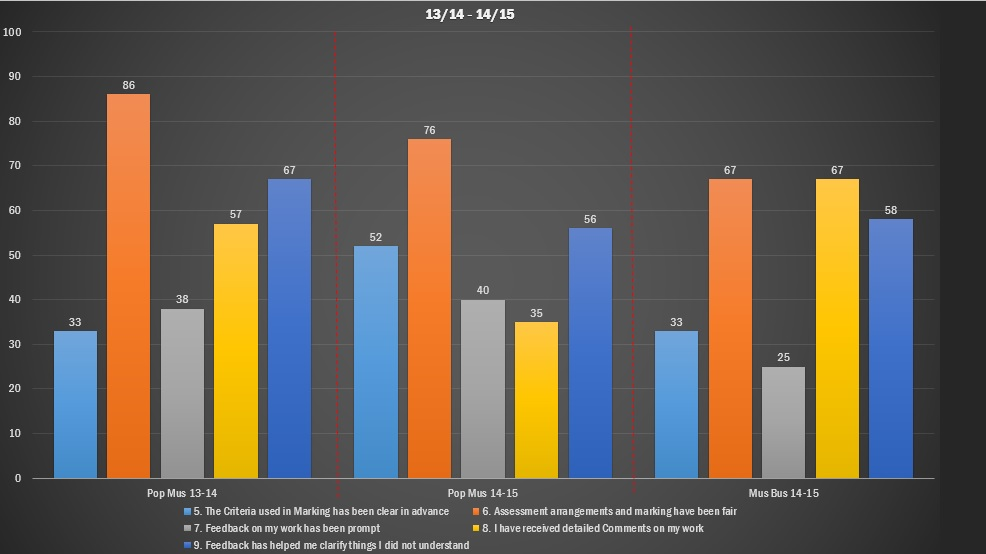 13/14 - 14/15
100
90
80
70
60
50
40
30
20
10
0
33
86
38
57
67
52
76
40
35
56
33
67
25
67
58
Pop Mus 13-14
Pop Mus 14-15
Mus Bus 14-15
5. The Criteria used in Marking has been clear in advance
6. Assessment arrangements and marking have been fair
7. Feedback on my work has been prompt
8. I have received detailed Comments on my work
9. Feedback has helped me clarify things I did not understand